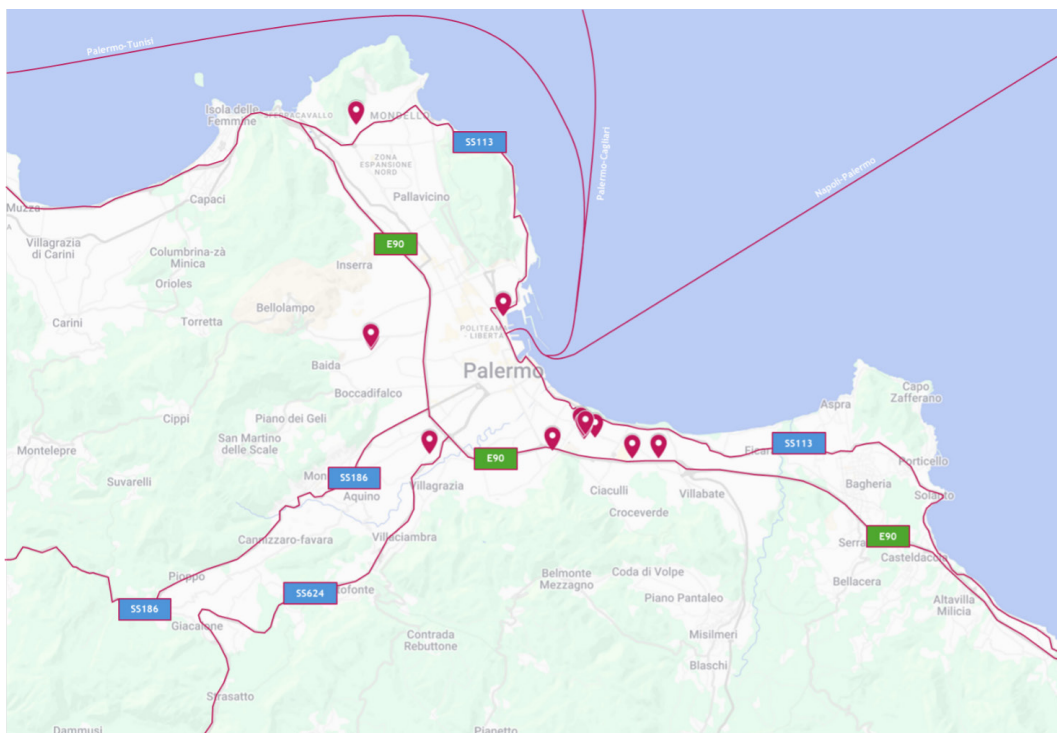 Palermo-Tunisi
Palermo-Cagliari
Napoli-Palermo
Isola delle
Femmine
SFERRACAVALLO
MONDELLO
SS113
ZONA
ESPANSIONE
NORD
Pallavicino
Capaci
Muzza
Villagrazia
di Carini
Columbrina-zà
Minica
Orioles
E90
Inserra
Bellolampo
Torretta
Carini
POLITEAMA
- LIBERTÀ
Baida
Palermo
Boccadifalco
Capo
Zafferano
Aspra
Cippi
Piano dei Geli
San Martino
delle Scale
Montelepre
SS113
E90
Porticello
Suvarelli
SS186
Aquino
Villagrazia
Ciaculli
Villabate
Bagheria
Solanto
Croceverde
Cannizzaro-favara
Villaciambra
E90
Casteldaccia
Pioppo
SS624
Belmonte
Mezzagno
Coda di Volpe
Bellacera
SS186
Giacalone
Piano Pantaleo
Altavilla
Milicia
Contrada
Rebuttone
Misilmeri
Blaschi
Strasatto
Dammusi
Pianetto